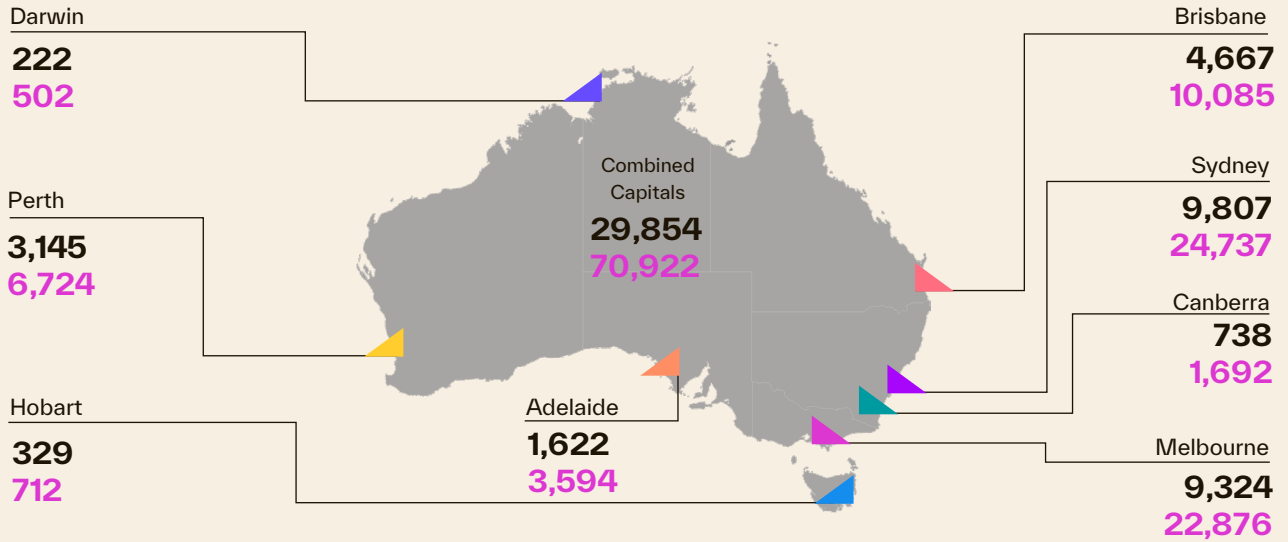 Darwin
222
502
Perth
3,145
6,724
Hobart
329
712
Combined
Capitals
29,854
70,922
Adelaide
1,622
3,594
Brisbane
4,667
10,085
Sydney
9,807
24,737
Canberra
738
1,692
Melbourne
9,324
22,876